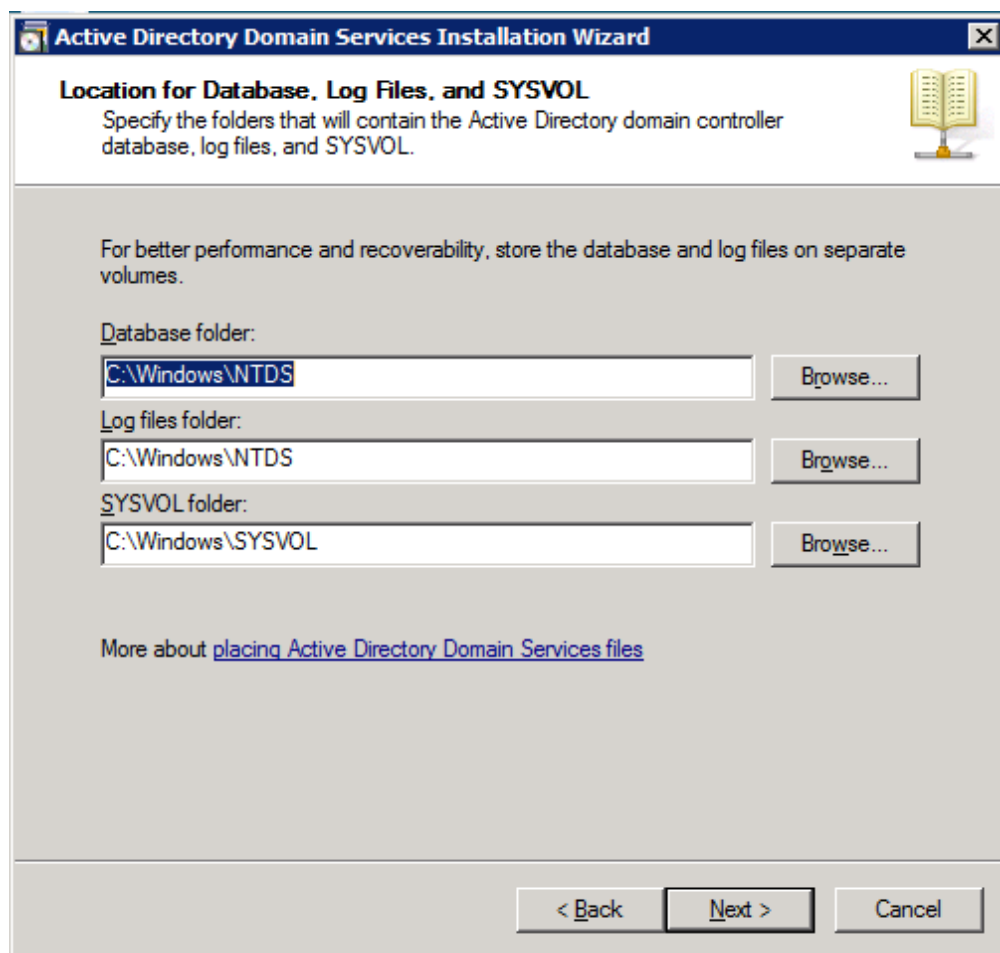 Active Directory Domain Services Installation Wizard
Location for Database, Log Files, and SYSVOL
Specify the folders that will contain the Active Directory domain controller
database, log files, and SYSVOL.
For better performance and recoverability, store the database and log files on separate
volumes.
Database folder:
C:\Windows\NTDS
Browse...
Log files folder:
C:\Windows\NTDS
Browse...
SYSVOL folder:
C:\Windows\SYSVOL
Browse...
More about placing Active Directory Domain Services files
< Back
Next >
Cancel